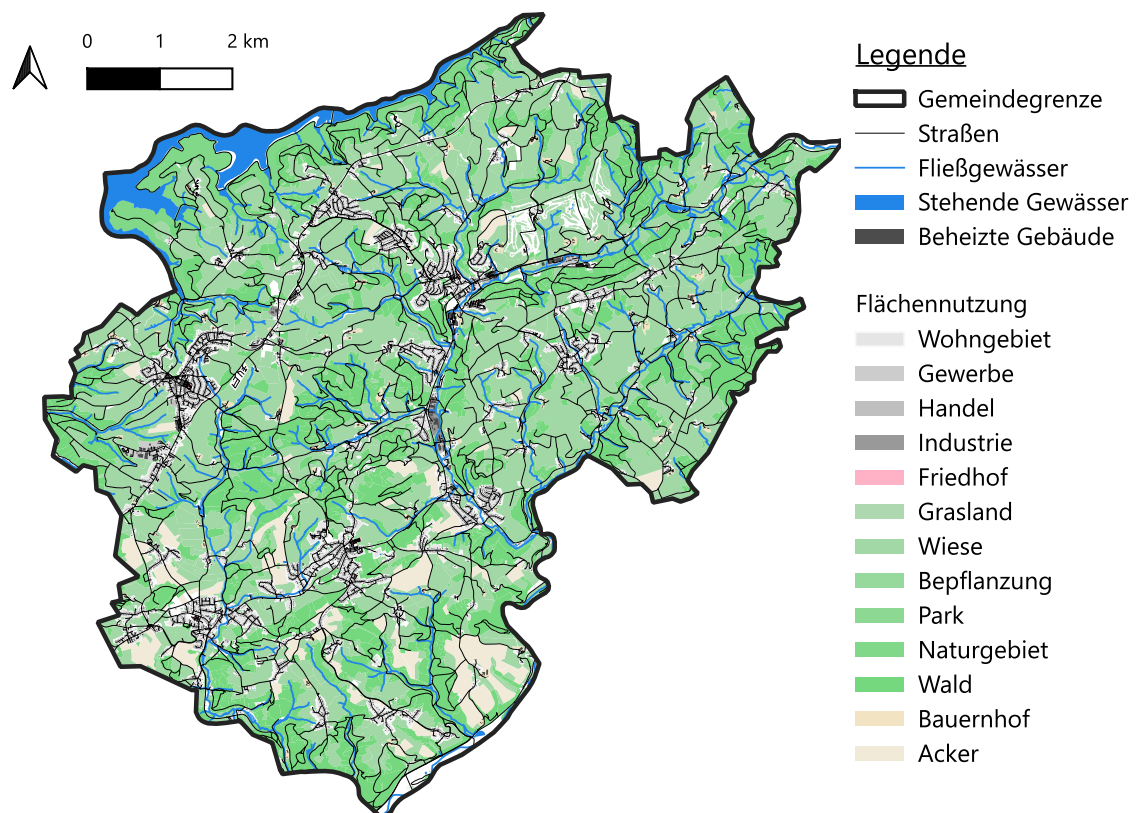 0 1 2 km
Legende
Gemeindegrenze
Straßen
Fließgewässer
Stehende Gewässer
Beheizte Gebäude
Flächennutzung
Wohngebiet
Gewerbe
Handel
Industrie
Friedhof
Grasland
Wiese
Bepflanzung
Park
Naturgebiet
Wald
Bauernhof
Acker